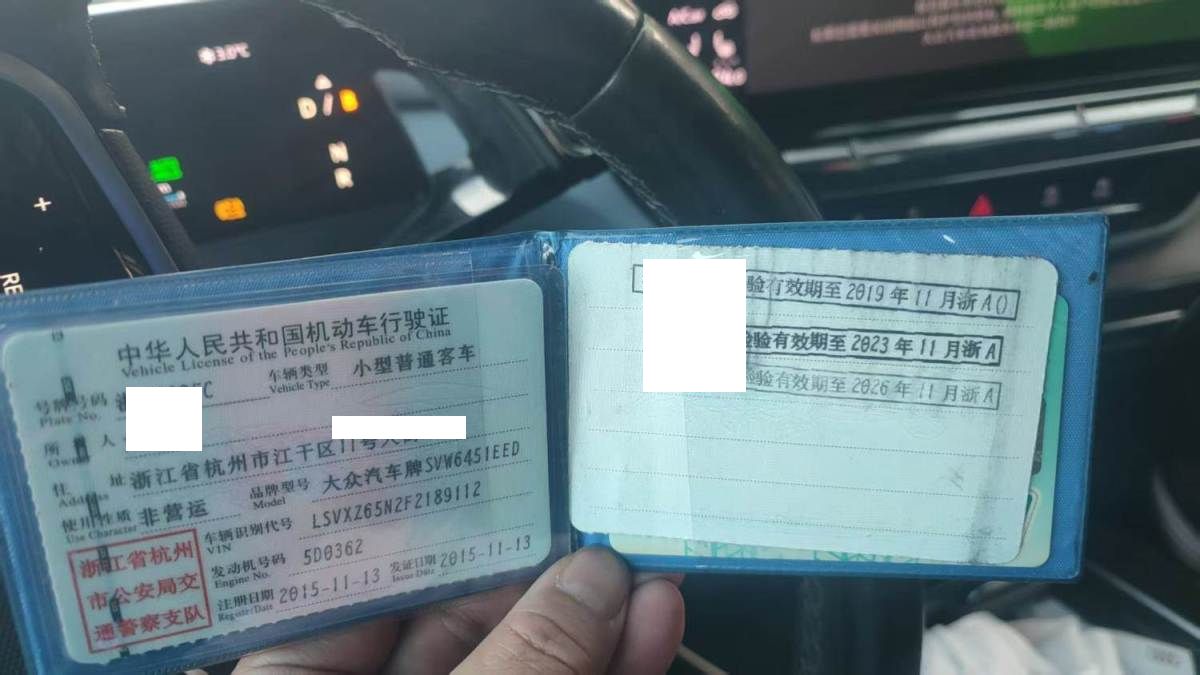 3.0℃
D/B
N
R
+
RE
中华人民共和国机动车行驶证
Vehicle License of the People's Republic of China
号牌号码 C 车辆类型 小型普通客车
Plate No. Vehicle Type
所 人
住 址 浙江省杭州市江干区11号大
Address
使用性质 非营运 品牌型号 大众汽车牌SVW6451EED
Use Character Model
车辆识别代号 LSVXZ65N2F2189112
VIN
发动机号码 5D0362
Engine No.
注册日期 2015-11-13 发证日期 2015-11-13
Register Date Issue Date
浙江省杭州
市公安局交
通警察支队
验有效期至2019年11月浙A()
验有效期至2023年11月浙A
验有效期至2026年11月浙A